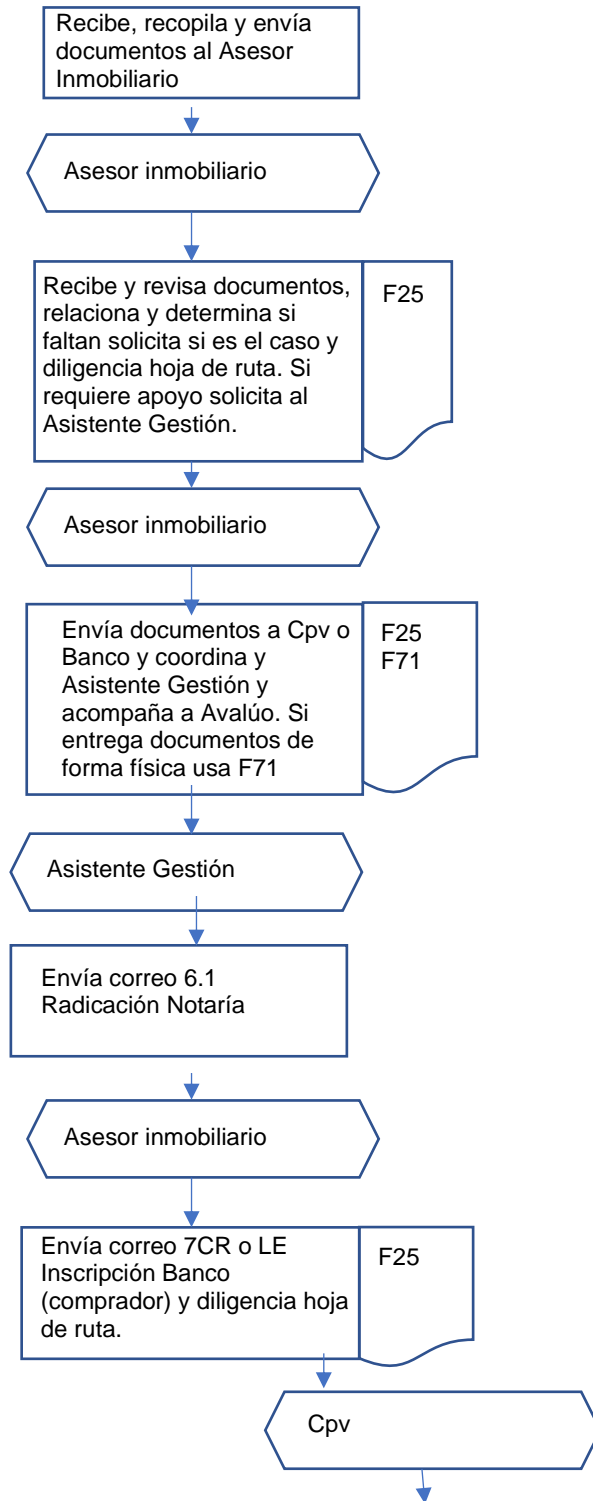 Recibe, recopila y envía
documentos al Asesor
Inmobiliario
Asesor inmobiliario
Recibe y revisa documentos,
relaciona y determina si
faltan solicita si es el caso y
diligencia hoja de ruta. Si
requiere apoyo solicita al
Asistente Gestión.
F25
Asesor inmobiliario
Envía documentos a Cpv o
Banco y coordina y
Asistente Gestión y
acompaña a Avalúo. Si
entrega documentos de
forma física usa F71
F25
F71
Asistente Gestión
Envía correo 6.1
Radicación Notaría
Asesor inmobiliario
Envía correo 7CR o LE
Inscripción Banco
(comprador) y diligencia hoja
de ruta.
F25
Cpv